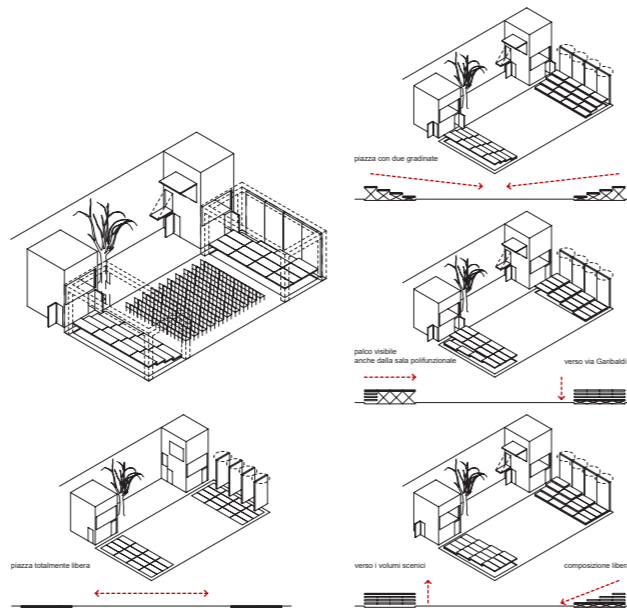 piazza con due gradinate
palco visibile
anche dalla sala polifunzionale
verso via Garibaldi
piazza totalmente libera
verso i volumi scenici
composizione libera